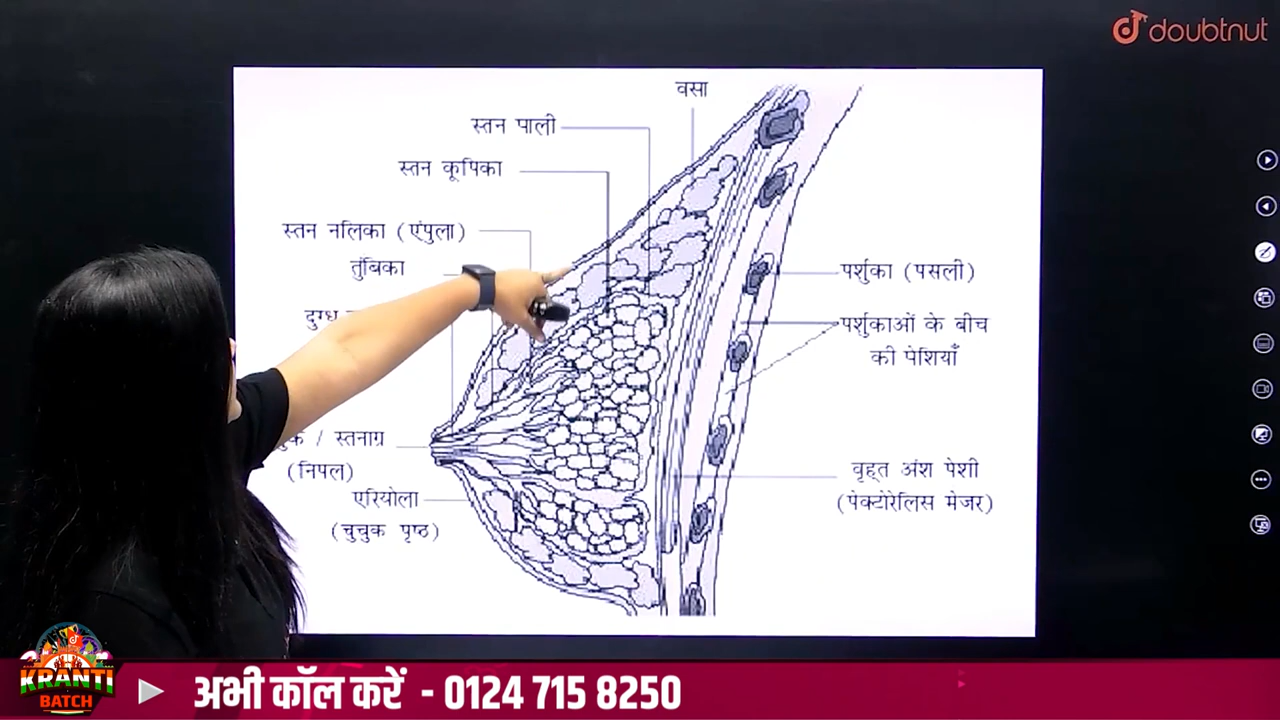 doubtnut
वसा
स्तन पाली
स्तन कूपिका
स्तन नलिका (एंपुला)
तुंबिका
दुग्ध
पर्शुका (पसली)
पर्शुकाओं के बीच
की पेशियाँ
/ स्तनाग्र
(निपल)
एरियोला
(चुचुक पृष्ठ)
वृह्त अंश पेशी
(पेक्टोरेलिस मेजर)
KRANTI
BATCH
अभी कॉल करें - 0124 715 8250